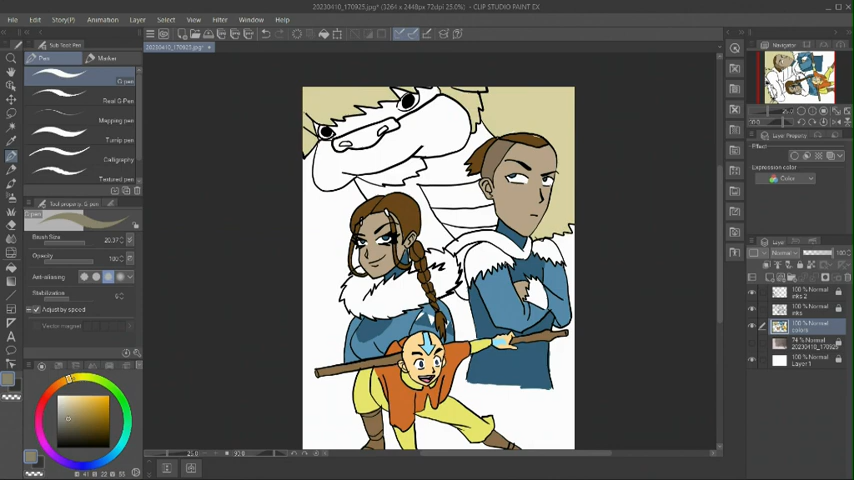 20230410_170925.jpg* (3264 x 2448px 72dpi 25.0%) - CLIP STUDIO PAINT EX
File Edit Story(P) Animation Layer Select View Filter Window Help
20230410_170925.jpg*
Sub Tool Pen
Pen Marker
G pen
Real G-Pen
Mapping pen
Turnip pen
Calligraphy
Textured pen
Tool property: G pen
G pen
Brush Size 20.37
Opacity 100
Anti-aliasing
Stabilization
Adjust by speed
Vector magnet
Navigator
Layer Property
Effect
Expression color
Color
Layer
Normal 100
100 % Normal
inks 2
100 % Normal
inks
100 % Normal
colors
74 % Normal
20230410_170925
100 % Normal
Layer 1